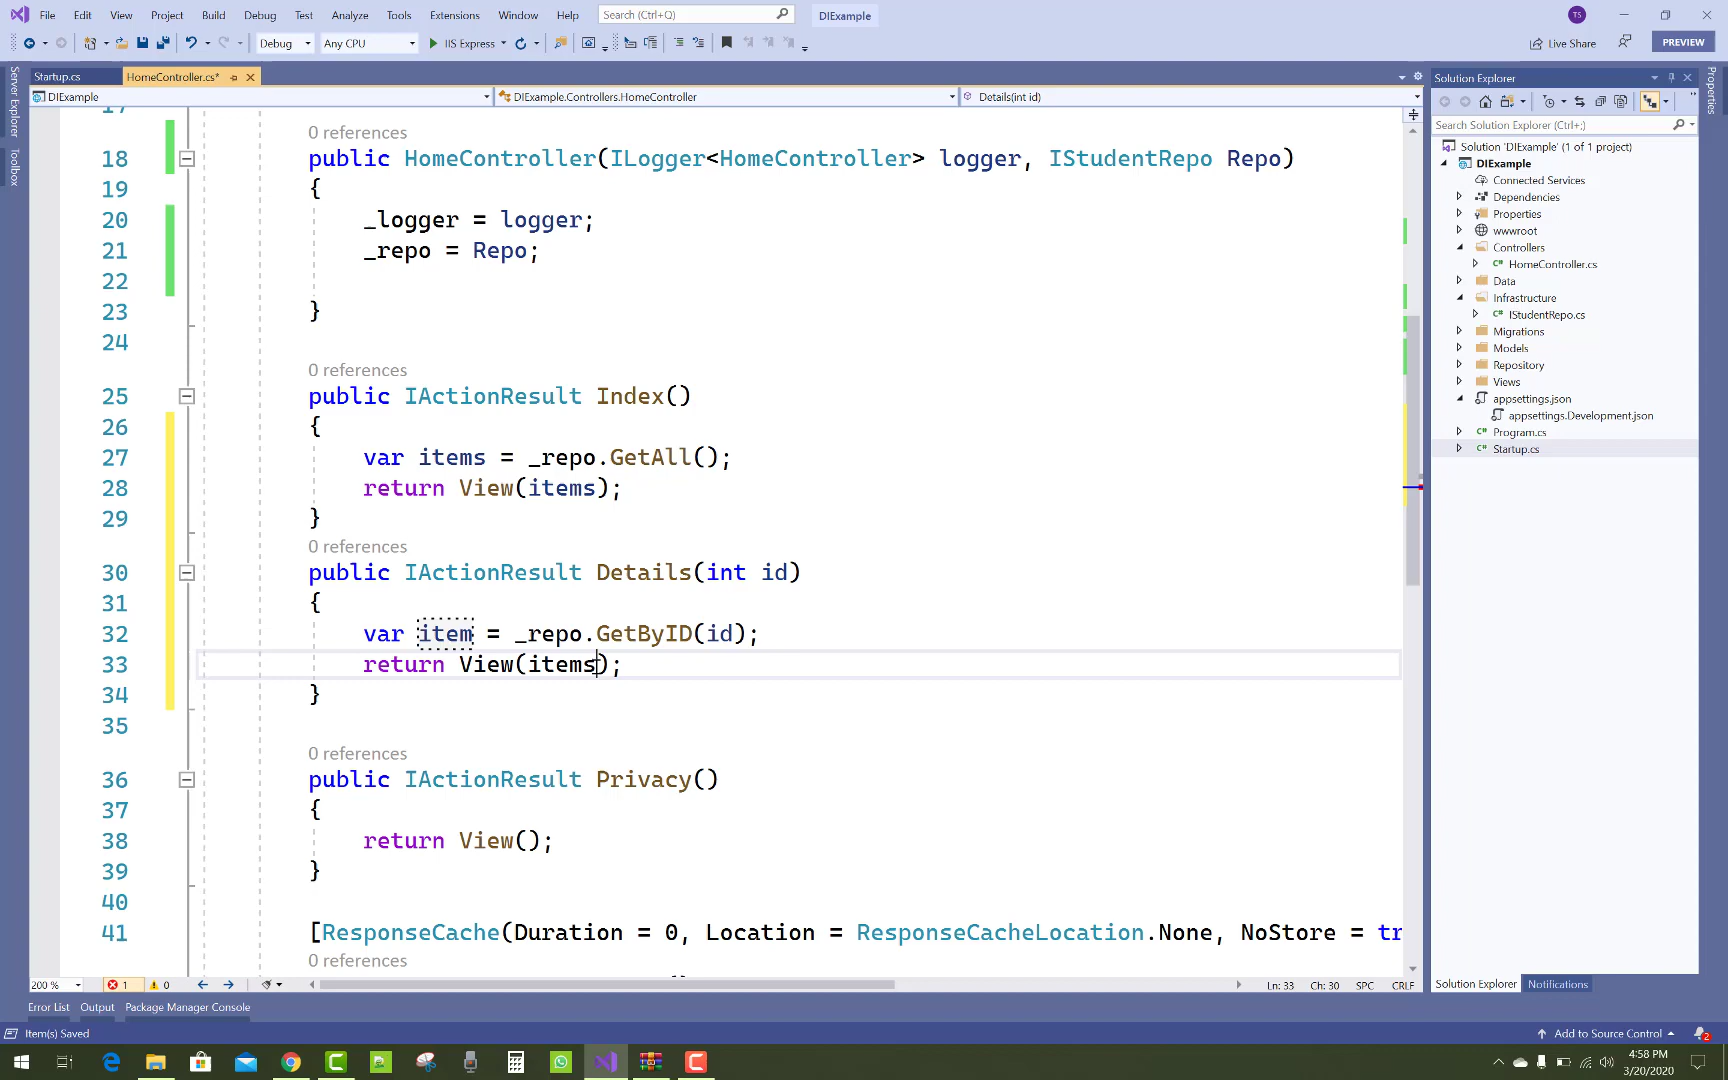 File Edit View Project Build Debug Test Analyze Tools Extensions Window Help Search (Ctrl+Q) DIExample TS
Debug Any CPU IIS Express Live Share PREVIEW
Startup.cs HomeController.cs* Solution Explorer
DIExample DIExample.Controllers.HomeController Details(int id)
Server Explorer
Toolbox
Properties
17
0 references
18 public HomeController(ILogger<HomeController> logger, IStudentRepo Repo)
19 {
20 _logger = logger;
21 _repo = Repo;
22
23 }
24
0 references
25 public IActionResult Index()
26 {
27 var items = _repo.GetAll();
28 return View(items);
29 }
0 references
30 public IActionResult Details(int id)
31 {
32 var item = _repo.GetByID(id);
33 return View(items);
34 }
35
0 references
36 public IActionResult Privacy()
37 {
38 return View();
39 }
40
41 [ResponseCache(Duration = 0, Location = ResponseCacheLocation.None, NoStore = tr
0 references
Search Solution Explorer (Ctrl+;)
Solution 'DIExample' (1 of 1 project)
DIExample
Connected Services
Dependencies
Properties
wwwroot
Controllers
C# HomeController.cs
Data
Infrastructure
C# IStudentRepo.cs
Migrations
Models
Repository
Views
appsettings.json
appsettings.Development.json
C# Program.cs
C# Startup.cs
200 % 1 0 Ln: 33 Ch: 30 SPC CRLF
Solution Explorer Notifications
Error List Output Package Manager Console
Item(s) Saved Add to Source Control 2
4:58 PM
3/20/2020